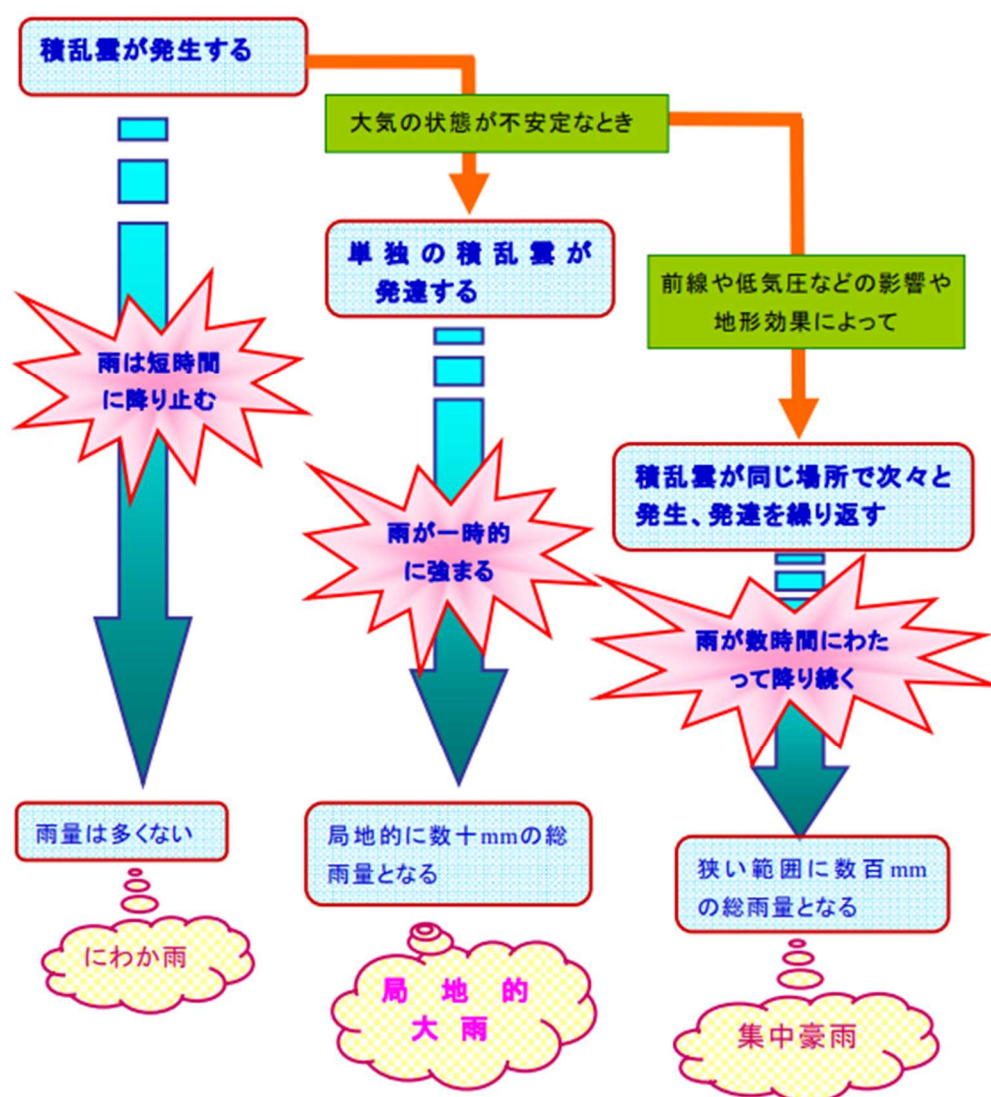 積乱雲が発生する
大気の状態が不安定なとき
単独の積乱雲が
発達する
前線や低気圧などの影響や
地形効果によって
雨は短時間
に降り止む
積乱雲が同じ場所で次々と
発生、発達を繰り返す
雨が一時的
に強まる
雨が数時間にわた
って降り続く
雨量は多くない
局地的に数十mmの総
雨量となる
狭い範囲に数百mm
の総雨量となる
にわか雨
局地的
大雨
集中豪雨